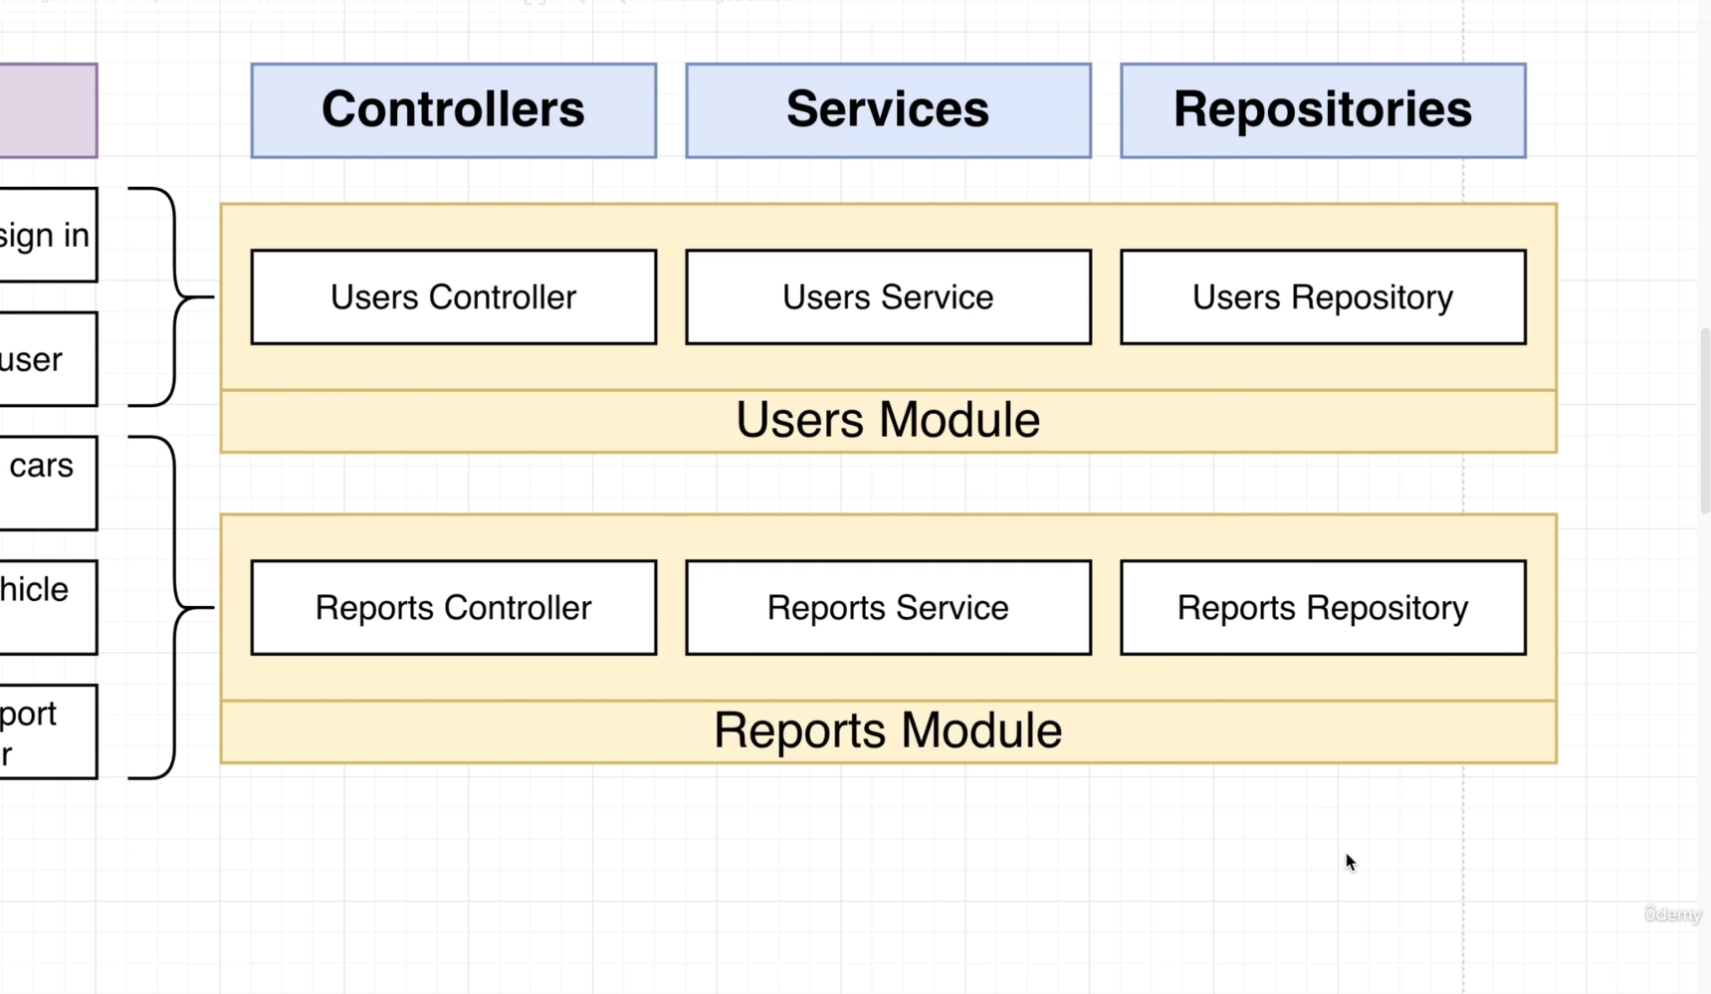 Controllers
Services
Repositories
sign in
Users Controller
Users Service
Users Repository
user
Users Module
cars
Reports Controller
Reports Service
Reports Repository
hicle
Reports Module
port
r
ûdemy